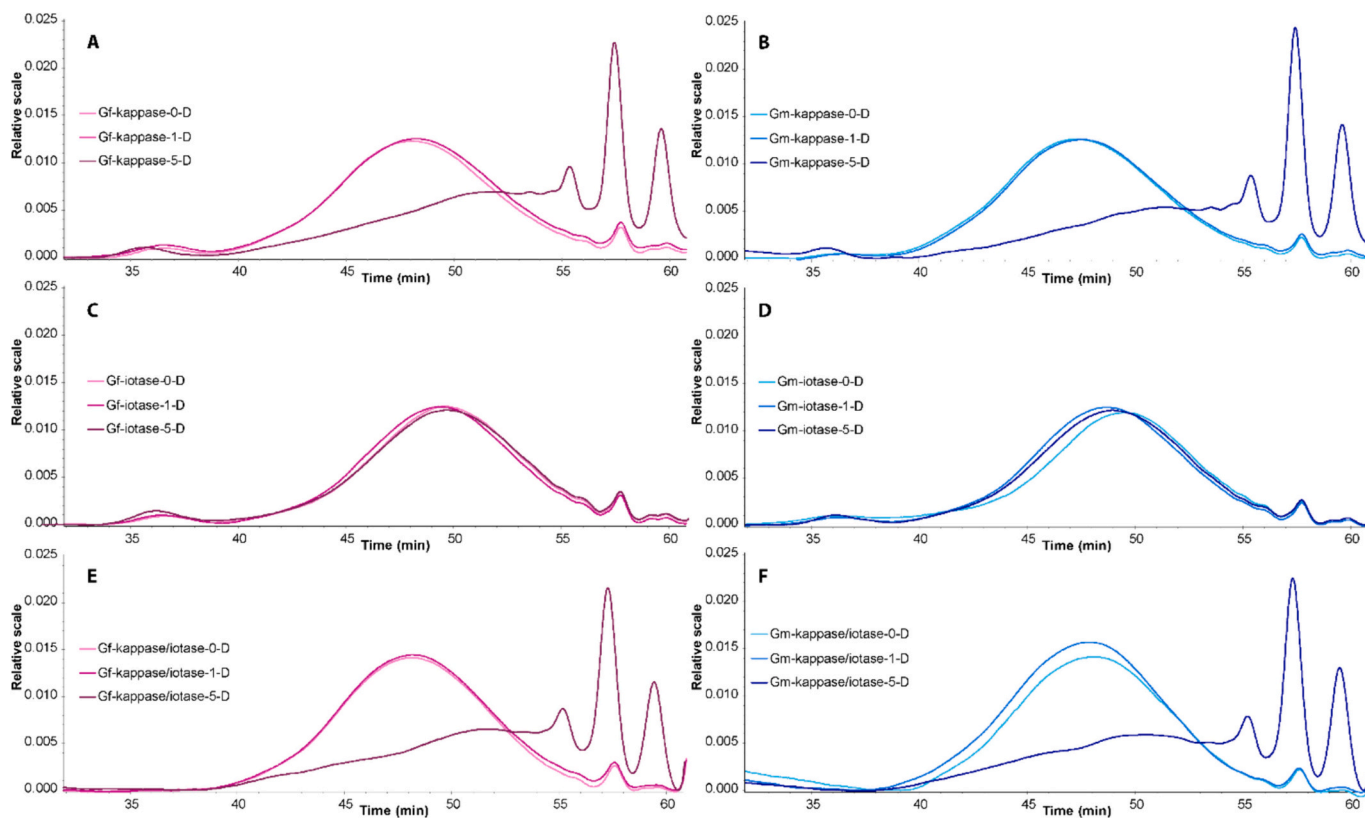 A
Relative scale
0.025
0.020
0.015
0.010
0.005
0.000
Gf-kappase-0-D
Gf-kappase-1-D
Gf-kappase-5-D
35 40 45 50 55 60
Time (min)
B
Relative scale
0.025
0.020
0.015
0.010
0.005
0.000
Gm-kappase-0-D
Gm-kappase-1-D
Gm-kappase-5-D
35 40 45 50 55 60
Time (min)
C
Relative scale
0.025
0.020
0.015
0.010
0.005
0.000
Gf-iotase-0-D
Gf-iotase-1-D
Gf-iotase-5-D
35 40 45 50 55 60
Time (min)
D
Relative scale
0.025
0.020
0.015
0.010
0.005
0.000
Gm-iotase-0-D
Gm-iotase-1-D
Gm-iotase-5-D
35 40 45 50 55 60
Time (min)
E
Relative scale
0.025
0.020
0.015
0.010
0.005
0.000
Gf-kappase/iotase-0-D
Gf-kappase/iotase-1-D
Gf-kappase/iotase-5-D
35 40 45 50 55 60
Time (min)
F
Relative scale
0.025
0.020
0.015
0.010
0.005
0.000
Gm-kappase/iotase-0-D
Gm-kappase/iotase-1-D
Gm-kappase/iotase-5-D
35 40 45 50 55 60
Time (min)